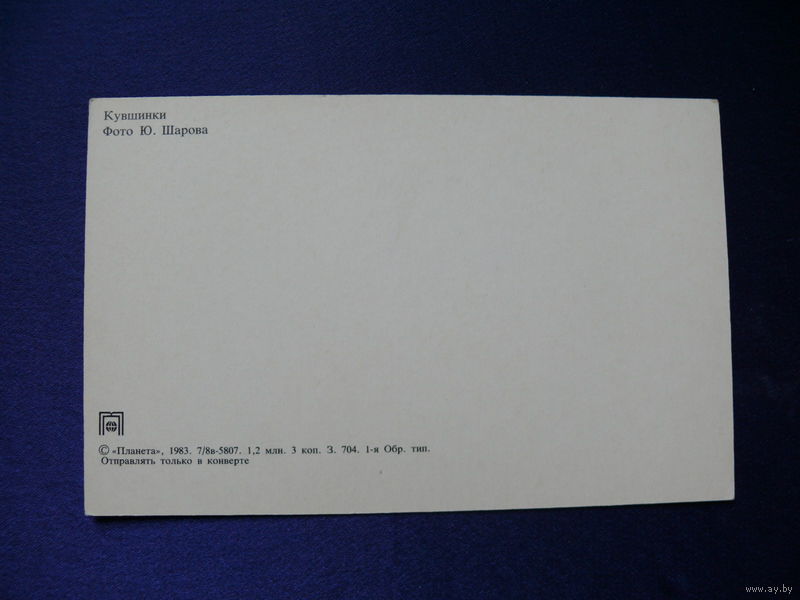 Кувшинки
Фото Ю. Шарова
© «Планета», 1983. 7/8в-5807. 1,2 млн. 3 коп. З. 704. 1-я Обр. тип.
Отправлять только в конверте
www.ay.by